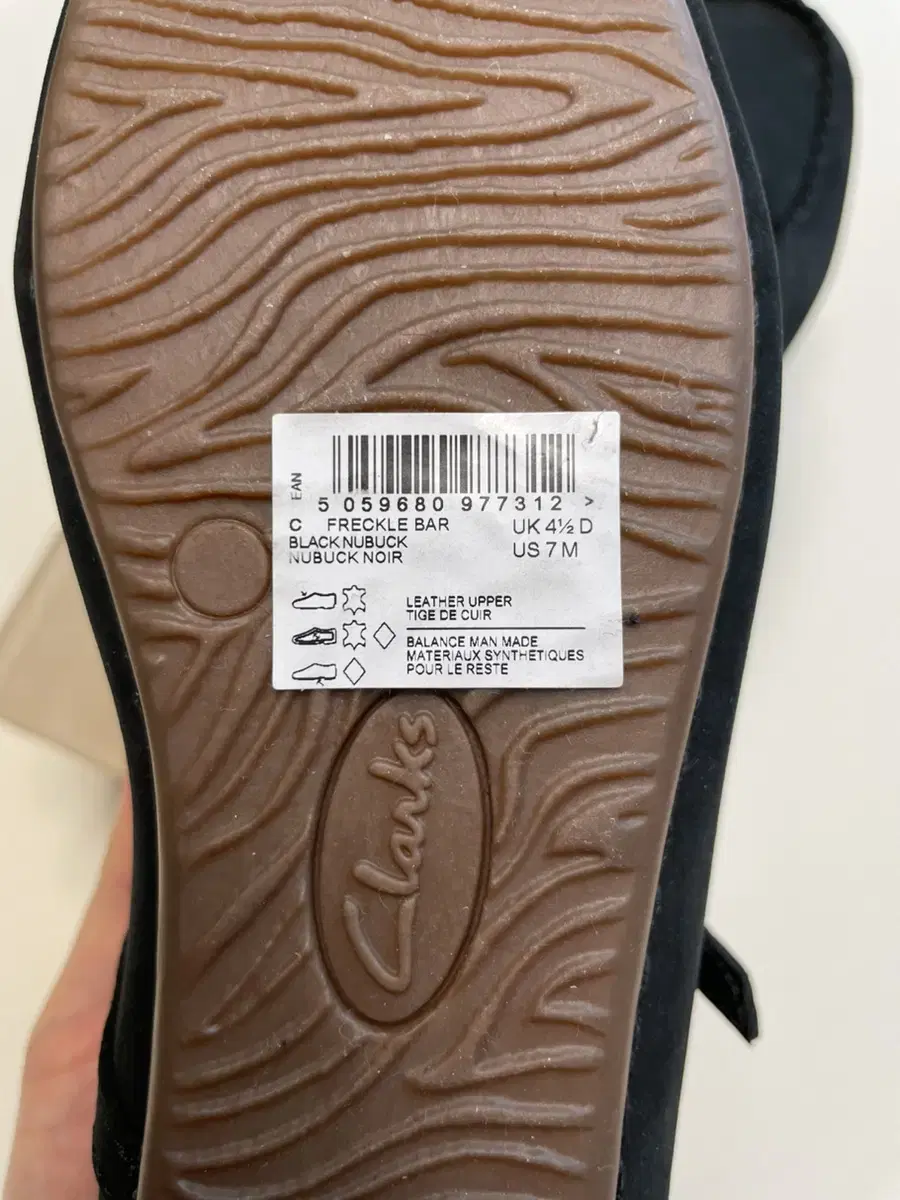 EAN
5 059680 977312 >
C FRECKLE BAR UK 4½ D
BLACK NUBUCK US 7 M
NUBUCK NOIR
LEATHER UPPER
TIGE DE CUIR
BALANCE MAN MADE
MATERIAUX SYNTHETIQUES
POUR LE RESTE
Clarks